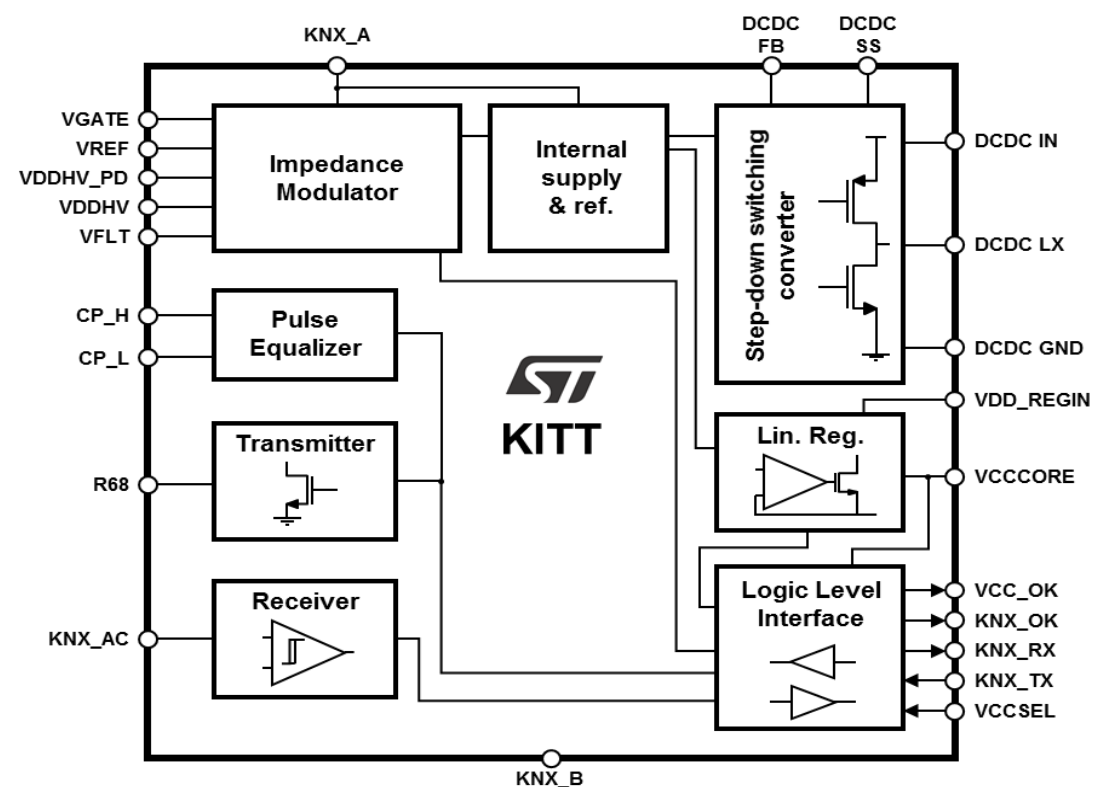 KNX_A
DCDC
FB
DCDC
SS
VGATE
VREF
VDDHV_PD
VDDHV
VFLT
Impedance
Modulator
Internal
supply
& ref.
Step-down switching
converter
DCDC IN
DCDC LX
DCDC GND
CP_H
CP_L
Pulse
Equalizer
ST
KITT
VDD_REGIN
Lin. Reg.
VCCCORE
Transmitter
R68
Receiver
KNX_AC
Logic Level
Interface
VCC_OK
KNX_OK
KNX_RX
KNX_TX
VCCSEL
KNX_B